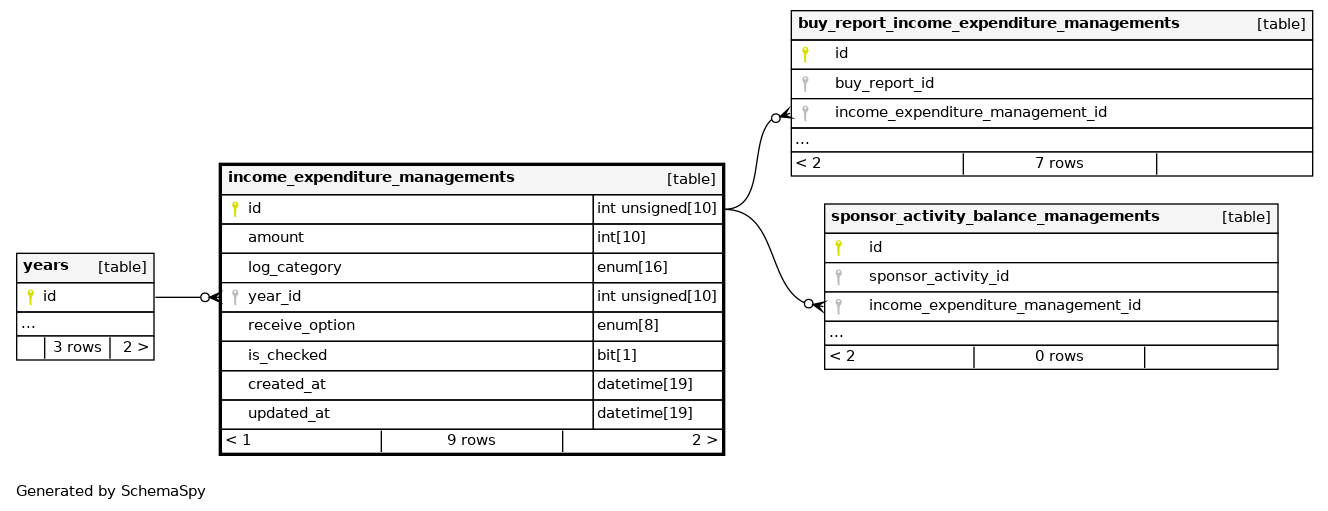 buy_report_income_expenditure_managements [table]
id
buy_report_id
income_expenditure_management_id
...
< 2 7 rows
income_expenditure_managements [table]
id int unsigned[10]
amount int[10]
log_category enum[16]
year_id int unsigned[10]
receive_option enum[8]
is_checked bit[1]
created_at datetime[19]
updated_at datetime[19]
< 1 9 rows 2 >
sponsor_activity_balance_managements [table]
id
sponsor_activity_id
income_expenditure_management_id
...
< 2 0 rows
years [table]
id
...
3 rows 2 >
Generated by SchemaSpy